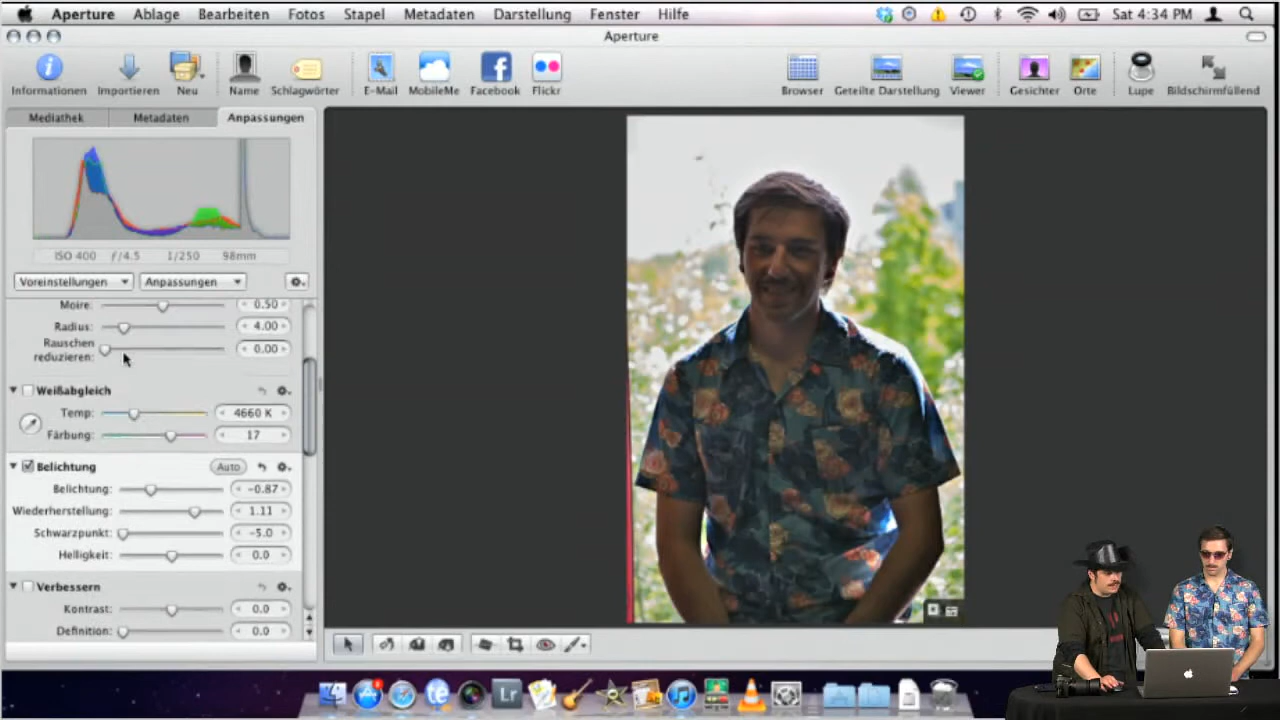 Aperture Ablage Bearbeiten Fotos Stapel Metadaten Darstellung Fenster Hilfe Sat 4:34 PM
Aperture
Informationen Importieren Neu Name Schlagwörter E-Mail MobileMe Facebook Flickr Browser Geteilte Darstellung Viewer Gesichter Orte Lupe Bildschirmfüllend
Mediathek Metadaten Anpassungen
ISO 400 f/4.5 1/250 98mm
Voreinstellungen Anpassungen
Moire: 0.50
Radius: 4.00
Rauschen
reduzieren: 0.00
Weißabgleich
Temp: 4660 K
Färbung: 17
Belichtung Auto
Belichtung: -0.87
Wiederherstellung: 1.11
Schwarzpunkt: -5.0
Helligkeit: 0.0
Verbessern
Kontrast: 0.0
Definition: 0.0
Lr